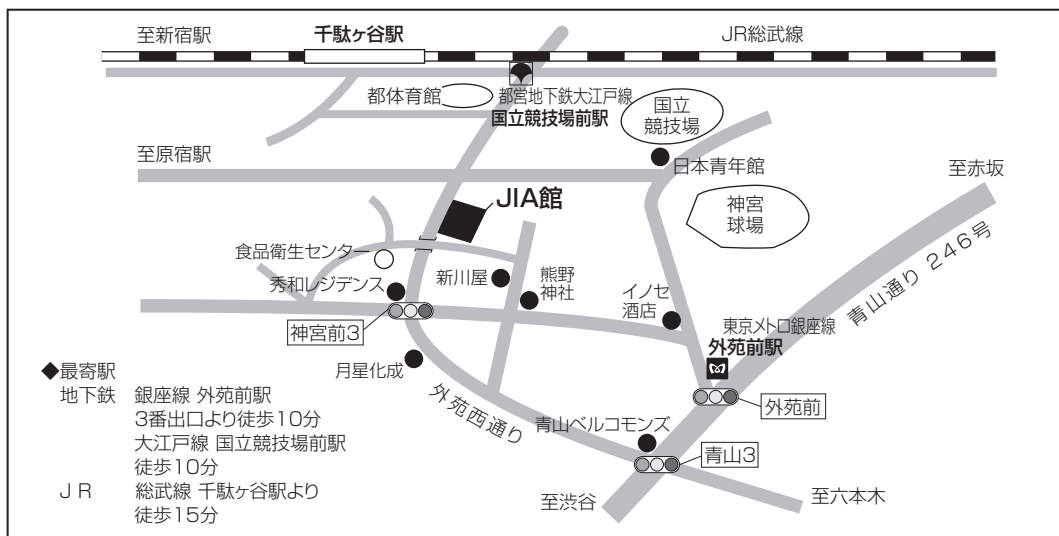 至新宿駅
千駄ヶ谷駅
JR総武線
都体育館
都営地下鉄大江戸線
国立競技場前駅
国立
競技場
至原宿駅
日本青年館
至赤坂
JIA館
神宮
球場
食品衛生センター
秀和レジデンス
新川屋
熊野
神社
イノセ
酒店
青山通り 246号
神宮前3
東京メトロ銀座線
外苑前駅
月星化成
外苑西通り
外苑前
青山ベルコモンズ
青山3
至渋谷
至六本木
◆最寄駅
地下鉄 銀座線 外苑前駅
3番出口より徒歩10分
大江戸線 国立競技場前駅
徒歩10分
JR 総武線 千駄ヶ谷駅より
徒歩15分